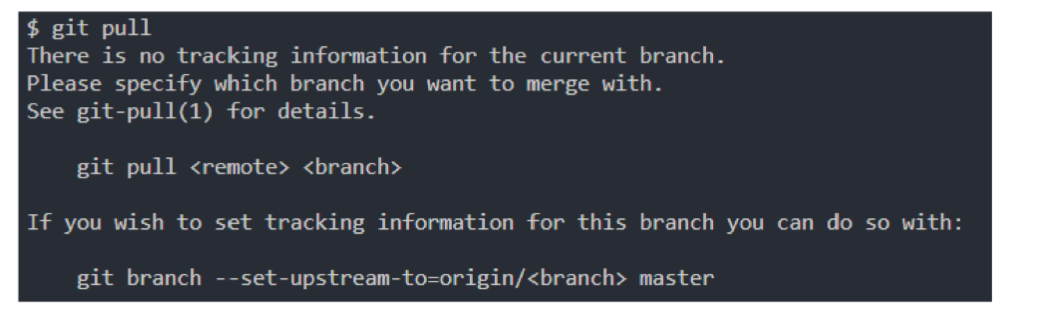 $ git pull
There is no tracking information for the current branch.
Please specify which branch you want to merge with.
See git-pull(1) for details.
git pull <remote> <branch>
If you wish to set tracking information for this branch you can do so with:
git branch --set-upstream-to=origin/<branch> master